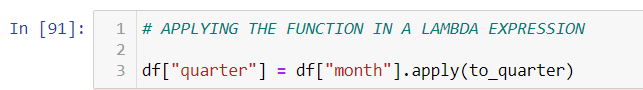 In [91]:
1 # APPLYING THE FUNCTION IN A LAMBDA EXPRESSION
2
3 df["quarter"] = df["month"].apply(to_quarter)